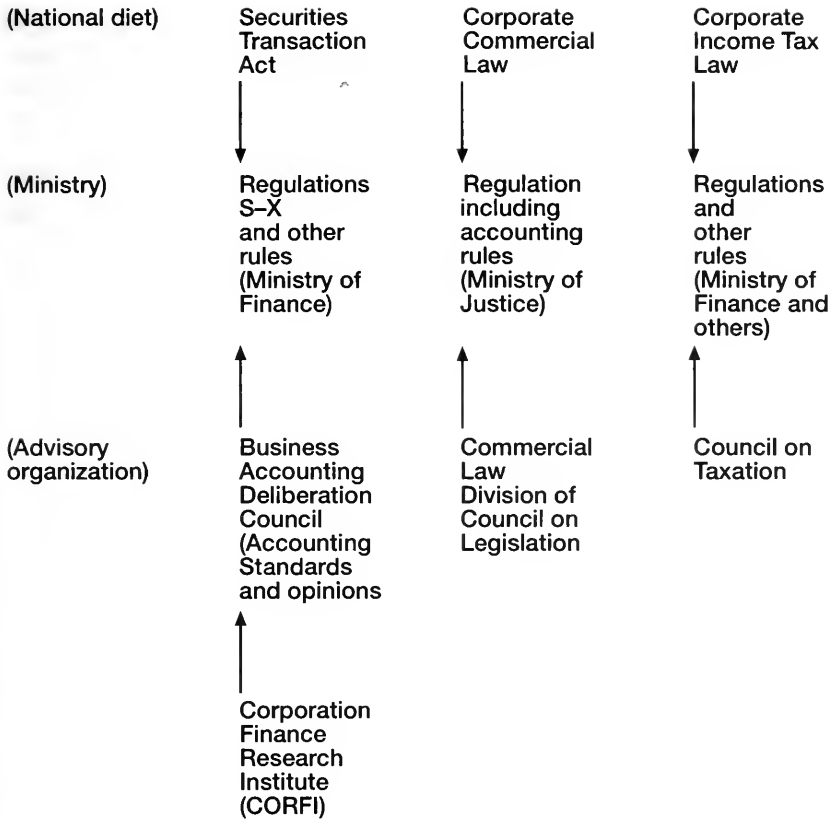 (National diet)
Securities
Transaction
Act
Corporate
Commercial
Law
Corporate
Income Tax
Law
(Ministry)
Regulations
S–X
and other
rules
(Ministry of
Finance)
Regulation
including
accounting
rules
(Ministry of
Justice)
Regulations
and
other
rules
(Ministry of
Finance and
others)
(Advisory
organization)
Business
Accounting
Deliberation
Council
(Accounting
Standards
and opinions
Commercial
Law
Division of
Council on
Legislation
Council on
Taxation
Corporation
Finance
Research
Institute
(CORFI)